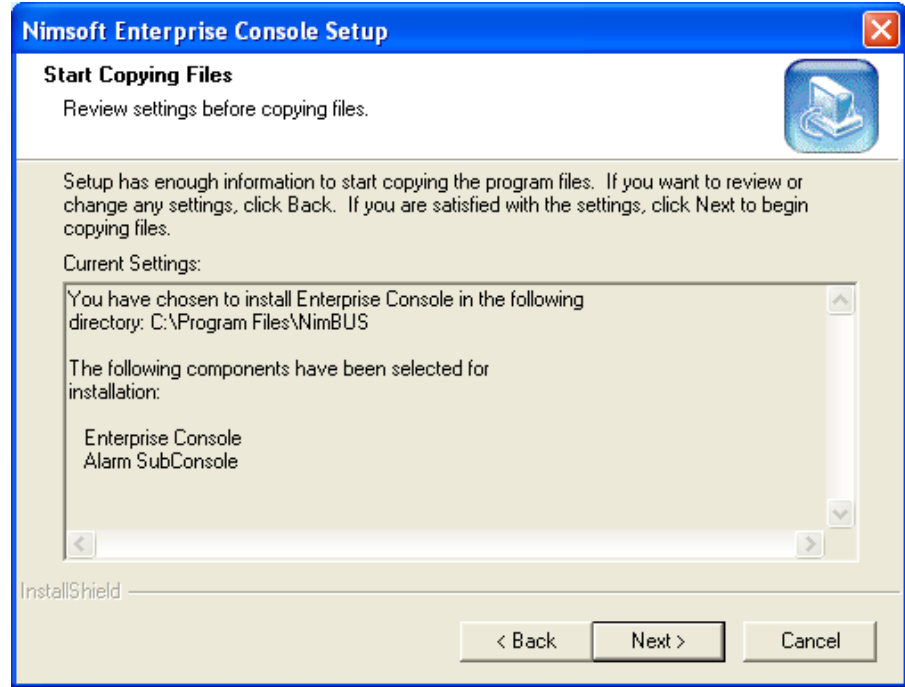 Nimsoft Enterprise Console Setup
Start Copying Files
Review settings before copying files.
Setup has enough information to start copying the program files.  If you want to review or
change any settings, click Back.  If you are satisfied with the settings, click Next to begin
copying files.
Current Settings:
You have chosen to install Enterprise Console in the following
directory: C:\Program Files\NimBUS
The following components have been selected for
installation:
Enterprise Console
Alarm SubConsole
InstallShield
< Back
Next >
Cancel